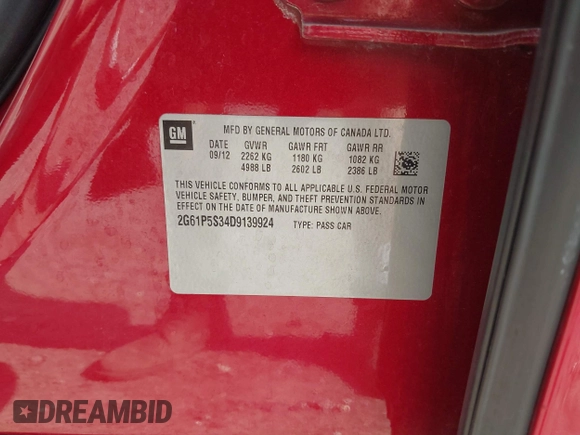 GM
MFD BY GENERAL MOTORS OF CANADA LTD.
DATE GVWR GAWR FRT GAWR RR
09/12 2262 KG 1180 KG 1082 KG
4988 LB 2602 LB 2386 LB
THIS VEHICLE CONFORMS TO ALL APPLICABLE U.S. FEDERAL MOTOR
VEHICLE SAFETY, BUMPER, AND THEFT PREVENTION STANDARDS IN
EFFECT ON THE DATE OF MANUFACTURE SHOWN ABOVE.
2G61P5S34D9139924 TYPE: PASS CAR
DREAMBID